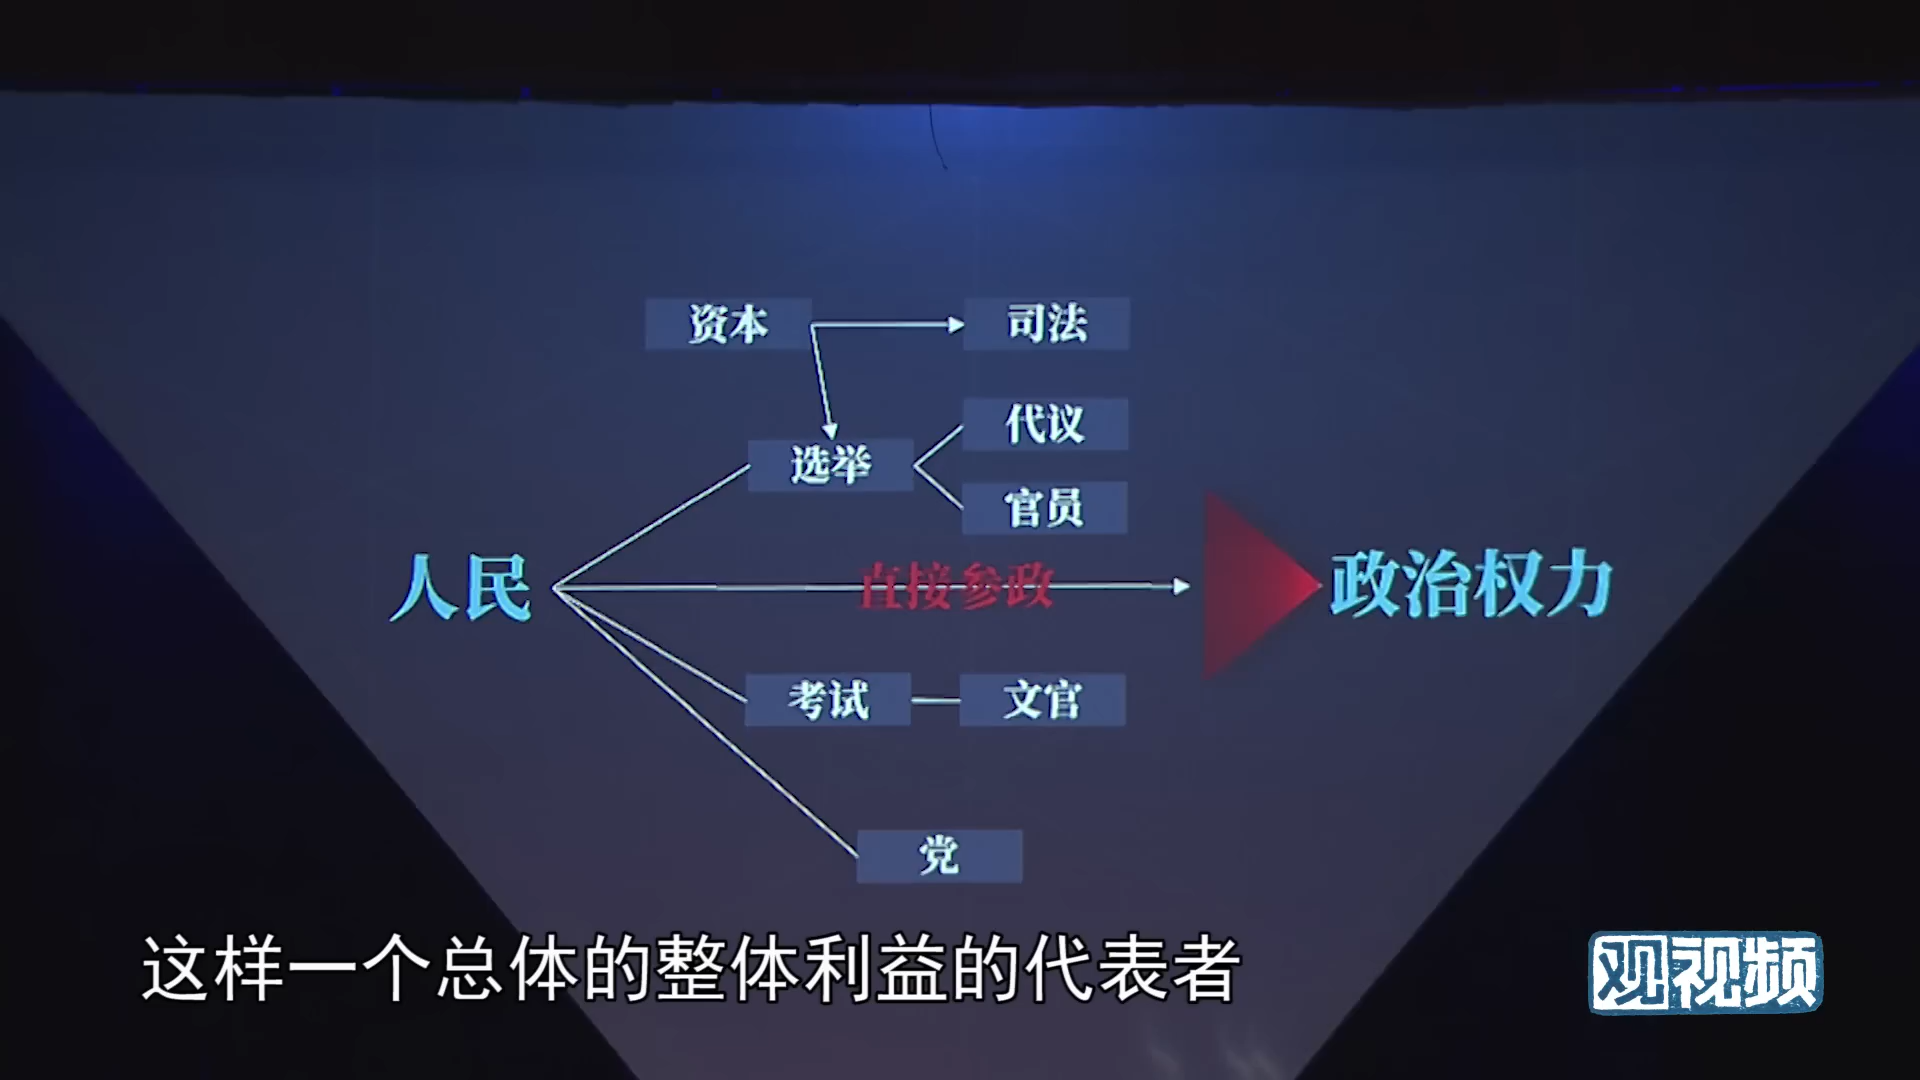 资本
司法
代议
选举
官员
人民
直接参政
政治权力
考试
文官
党
这样一个总体的整体利益的代表者
观视频